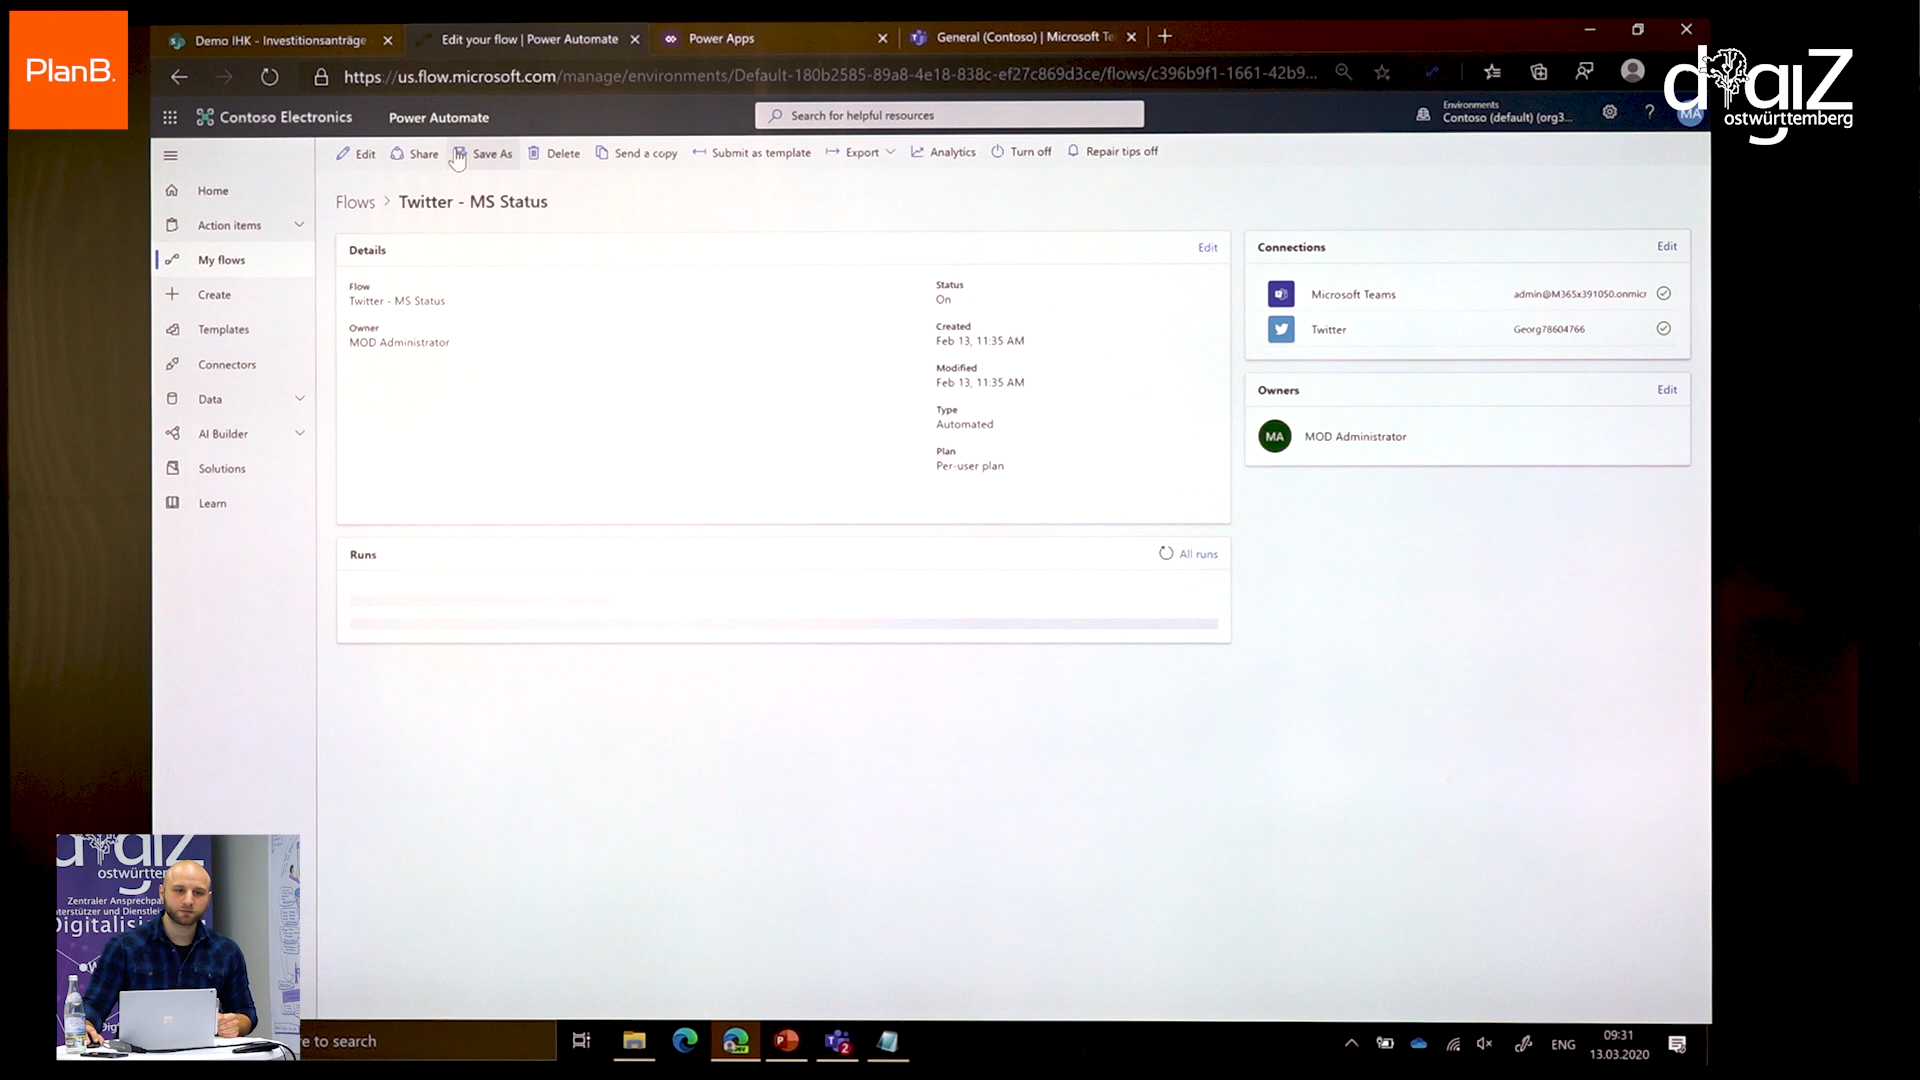 PlanB.
Demo IHK - Investitionsanträge
Edit your flow | Power Automate
Power Apps
General (Contoso) | Microsoft Te
https://us.flow.microsoft.com/manage/environments/Default-180b2585-89a8-4e18-838c-ef27c869d3ce/flows/c396b9f1-1661-42b9...
digiZ
ostwürttemberg
Contoso Electronics
Power Automate
Search for helpful resources
Environments
Contoso (default) (org3...
?
MA
Edit
Share
Save As
Delete
Send a copy
Submit as template
Export
Analytics
Turn off
Repair tips off
Home
Action items
My flows
Create
Templates
Connectors
Data
AI Builder
Solutions
Learn
Flows > Twitter - MS Status
Details
Edit
Flow
Twitter - MS Status
Owner
MOD Administrator
Status
On
Created
Feb 13, 11:35 AM
Modified
Feb 13, 11:35 AM
Type
Automated
Plan
Per-user plan
Connections
Edit
Microsoft Teams
admin@M365x391050.onmicr
Twitter
Georg78604766
Owners
Edit
MA
MOD Administrator
Runs
All runs
digiZ
ostwürttem
Zentraler Ansprechpa
terstützer und Dienstlei
Digitalisi
e to search
ENG
09:31
13.03.2020